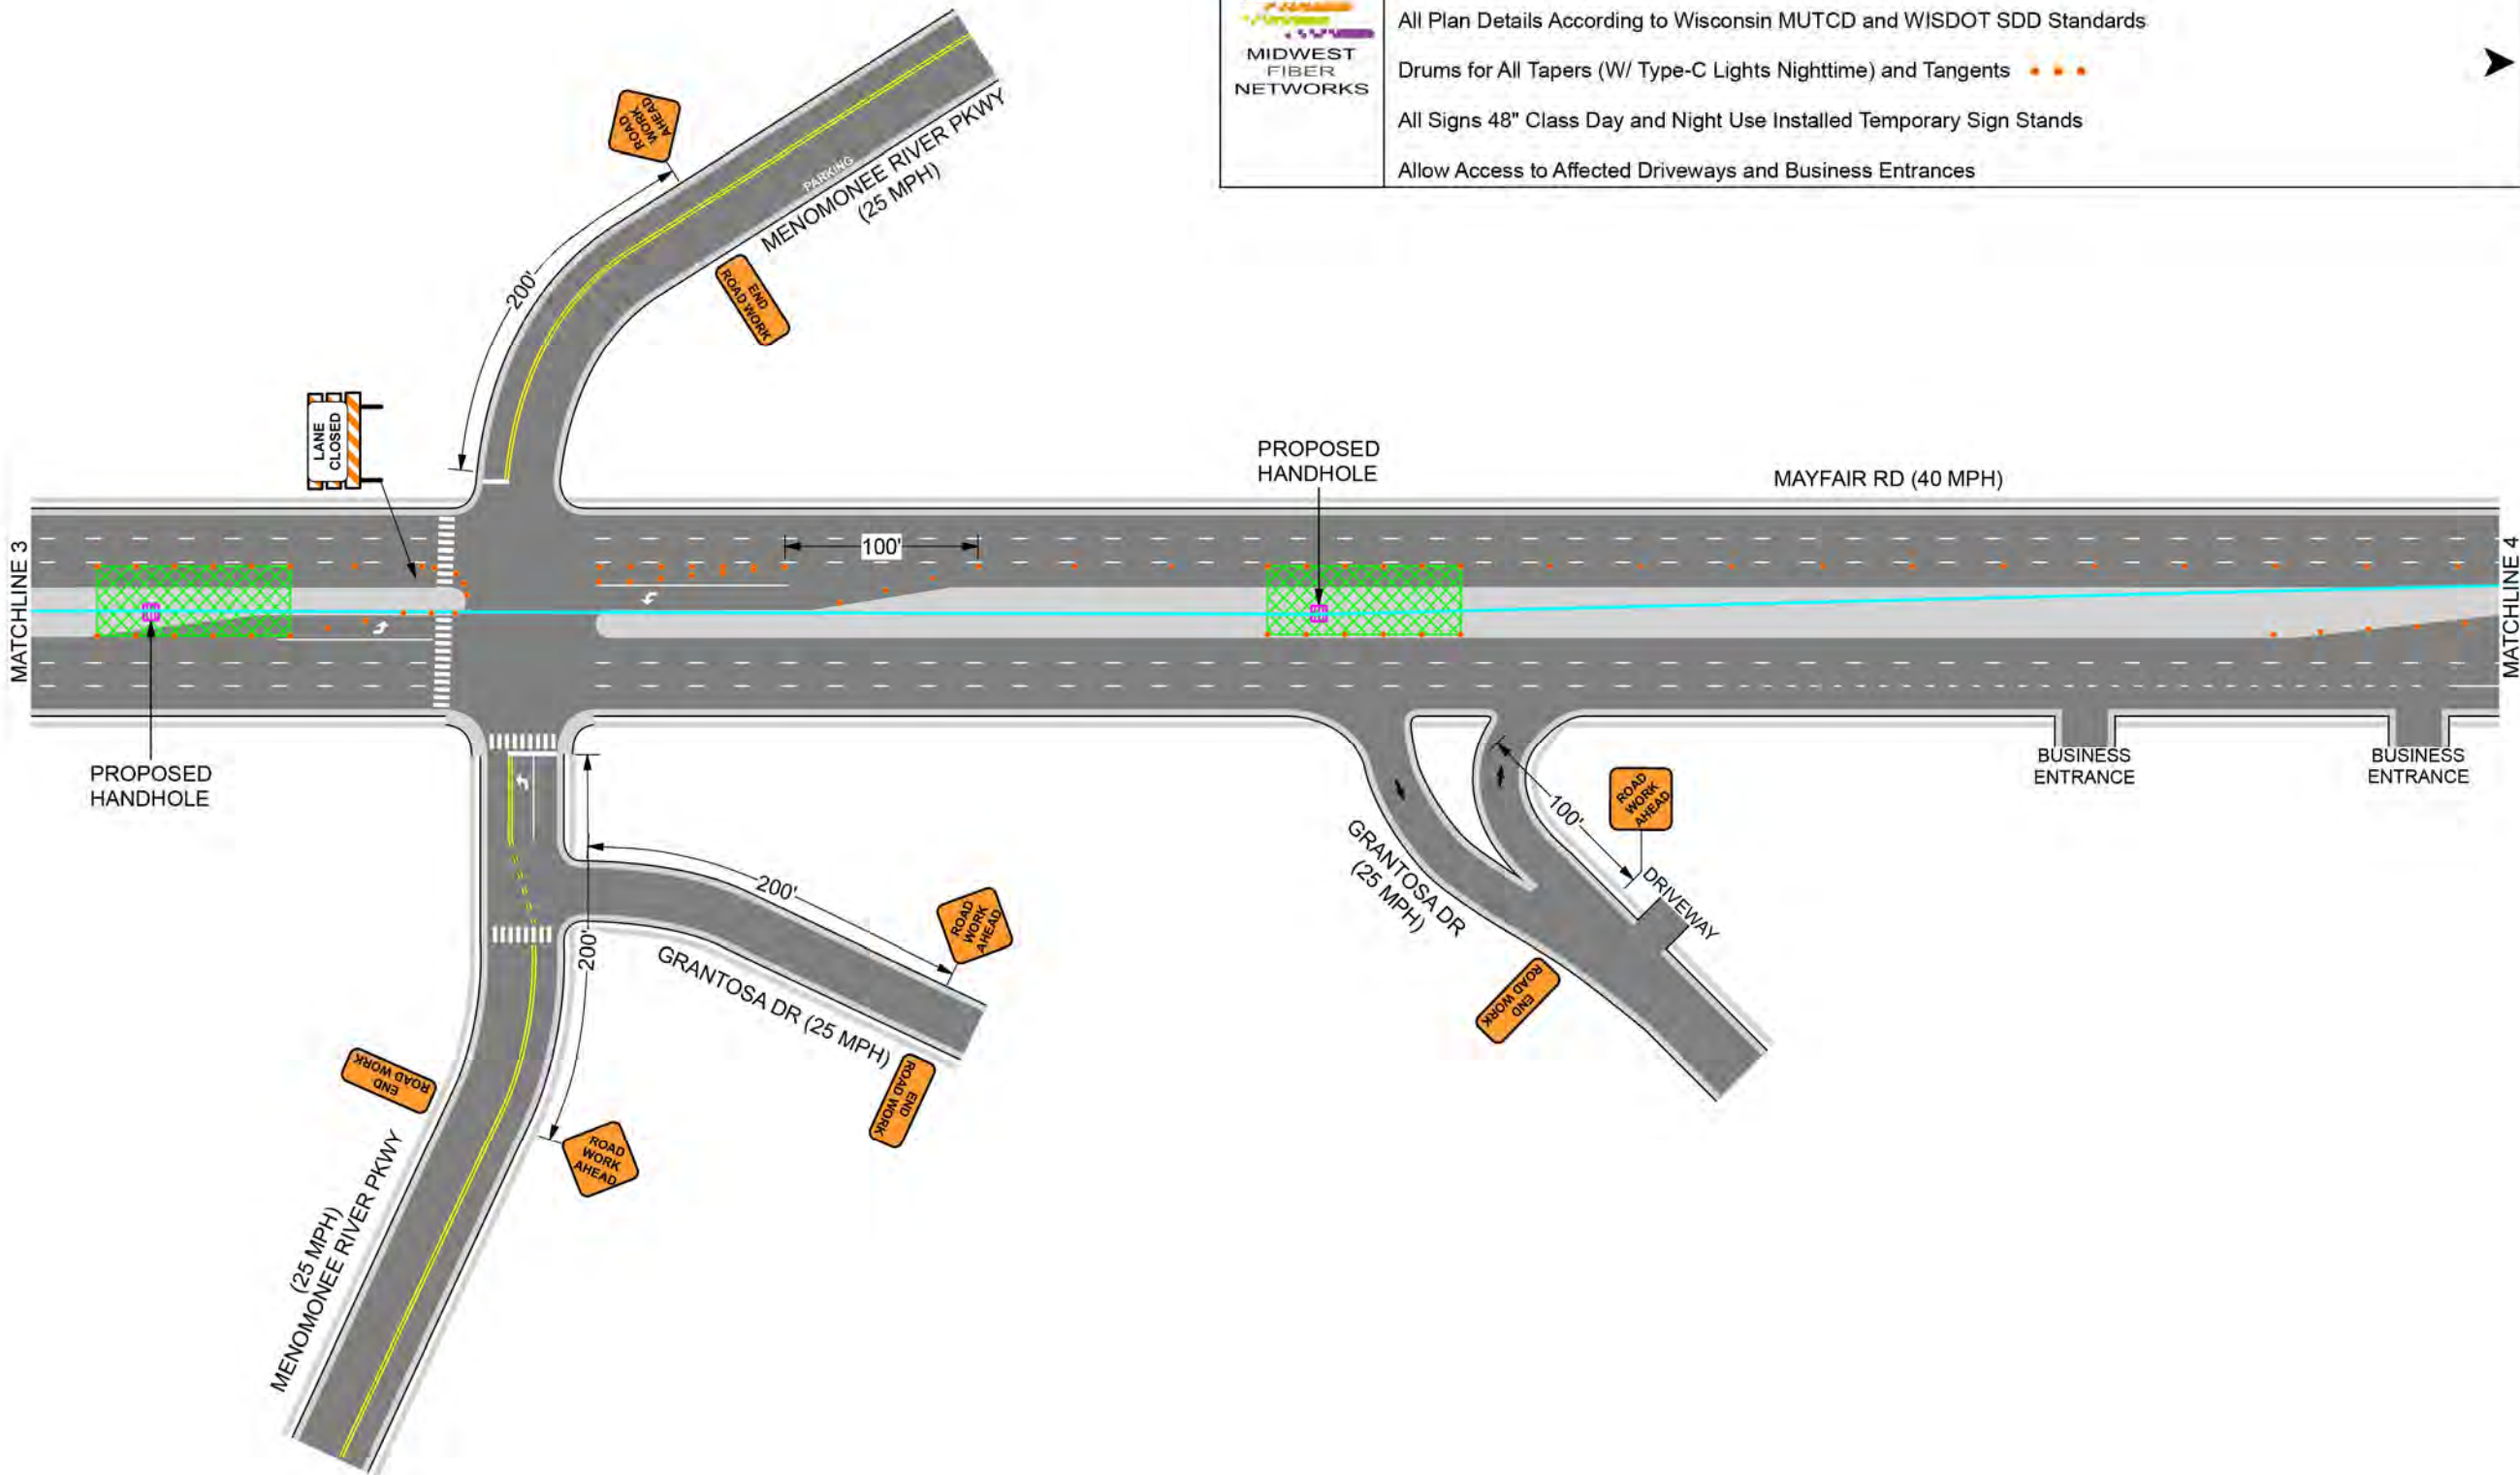 MIDWEST
FIBER
NETWORKS
All Plan Details According to Wisconsin MUTCD and WISDOT SDD Standards
Drums for All Tapers (W/ Type-C Lights Nighttime) and Tangents
All Signs 48" Class Day and Night Use Installed Temporary Sign Stands
Allow Access to Affected Driveways and Business Entrances
ROAD
WORK
AHEAD
PARKING
MENOMONEE RIVER PKWY
(25 MPH)
200'
END
ROAD WORK
LANE
CLOSED
PROPOSED
HANDHOLE
MAYFAIR RD (40 MPH)
MATCHLINE 3
100'
MATCHLINE 4
PROPOSED
HANDHOLE
BUSINESS
ENTRANCE
BUSINESS
ENTRANCE
ROAD
WORK
AHEAD
100'
DRIVEWAY
GRANTOSA DR
(25 MPH)
END
ROAD WORK
200'
ROAD
WORK
AHEAD
200'
GRANTOSA DR (25 MPH)
END
ROAD WORK
END
ROAD WORK
ROAD
WORK
AHEAD
(25 MPH)
MENOMONEE RIVER PKWY